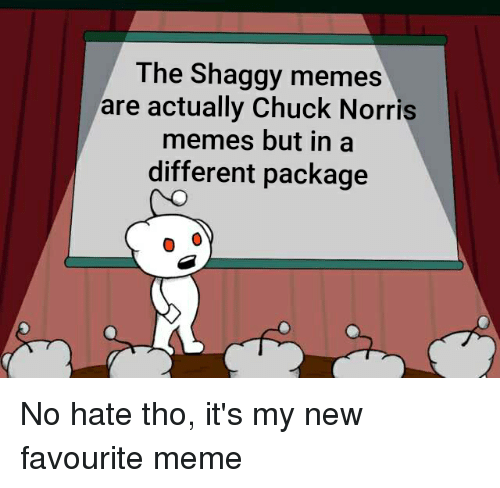 The Shaggy memes
are actually Chuck Norris
memes but in a
different package
No hate tho, it's my new
favourite meme